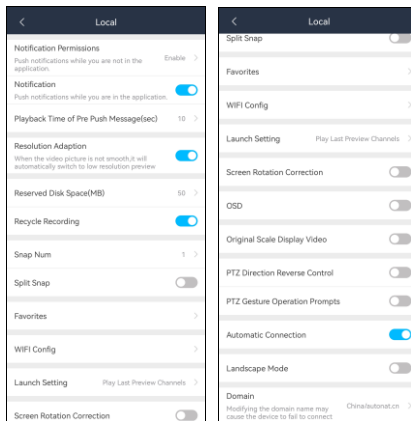 Local
Notification Permissions
Push notifications while you are not in the
application.
Enable
Notification
Push notifications while you are in the application.
Playback Time of Pre Push Message(sec)
10
Resolution Adaption
When the video picture is not smooth,it will
automatically switch to low resolution preview
Reserved Disk Space(MB)
50
Recycle Recording
Snap Num
1
Split Snap
Favorites
WIFI Config
Launch Setting
Play Last Preview Channels
Screen Rotation Correction
Local
Split Snap
Favorites
WIFI Config
Launch Setting
Play Last Preview Channels
Screen Rotation Correction
OSD
Original Scale Display Video
PTZ Direction Reverse Control
PTZ Gesture Operation Prompts
Automatic Connection
Landscape Mode
Domain
Modifying the domain name may
cause the device to fail to connect
China/autonat.cn